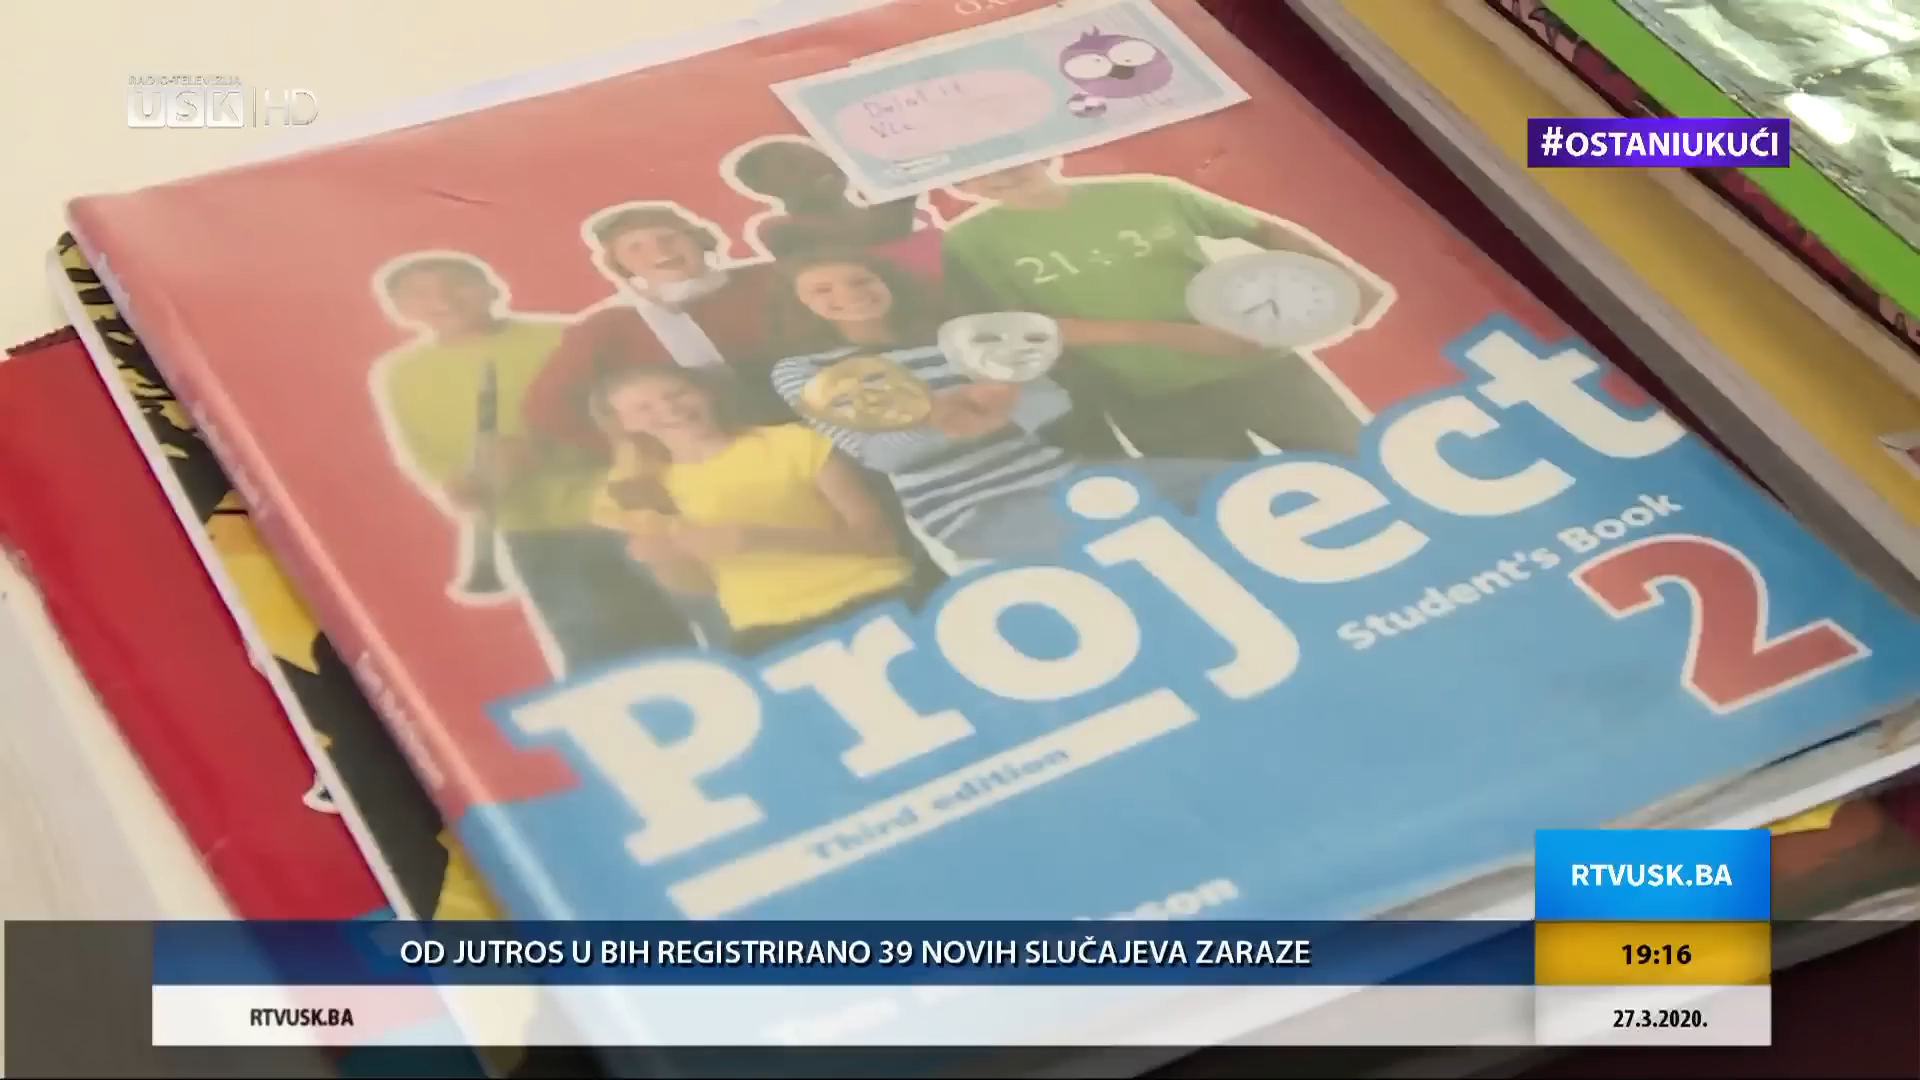 RADIO-TELEVIZIJA
USK HD
#OSTANIUKUĆI
21÷3=
Project
Student's Book
2
Third edition
RTVUSK.BA
OD JUTROS U BIH REGISTRIRANO 39 NOVIH SLUČAJEVA ZARAZE
19:16
RTVUSK.BA
27.3.2020.